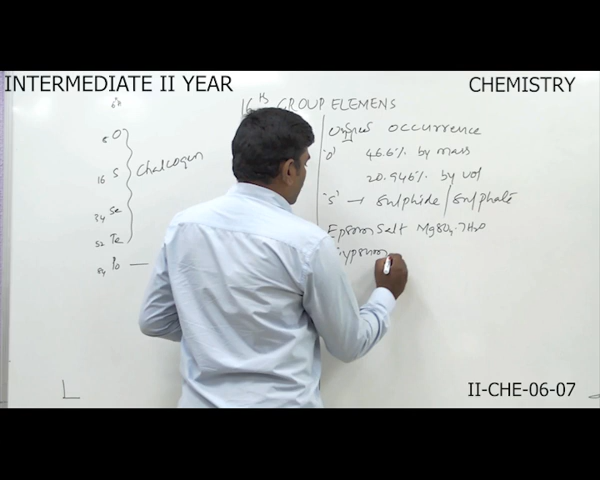 INTERMEDIATE II YEAR
CHEMISTRY
16th GROUP ELEMENS
8 O
16 S
34 Se
52 Te
84 Po —
Chalcogen
occurrence
'O' 46.6% by mass
20.946% by vol
'S' → Sulphide/Sulphate
Epsom Salt MgSO4.7H2O
Gypsum
II-CHE-06-07